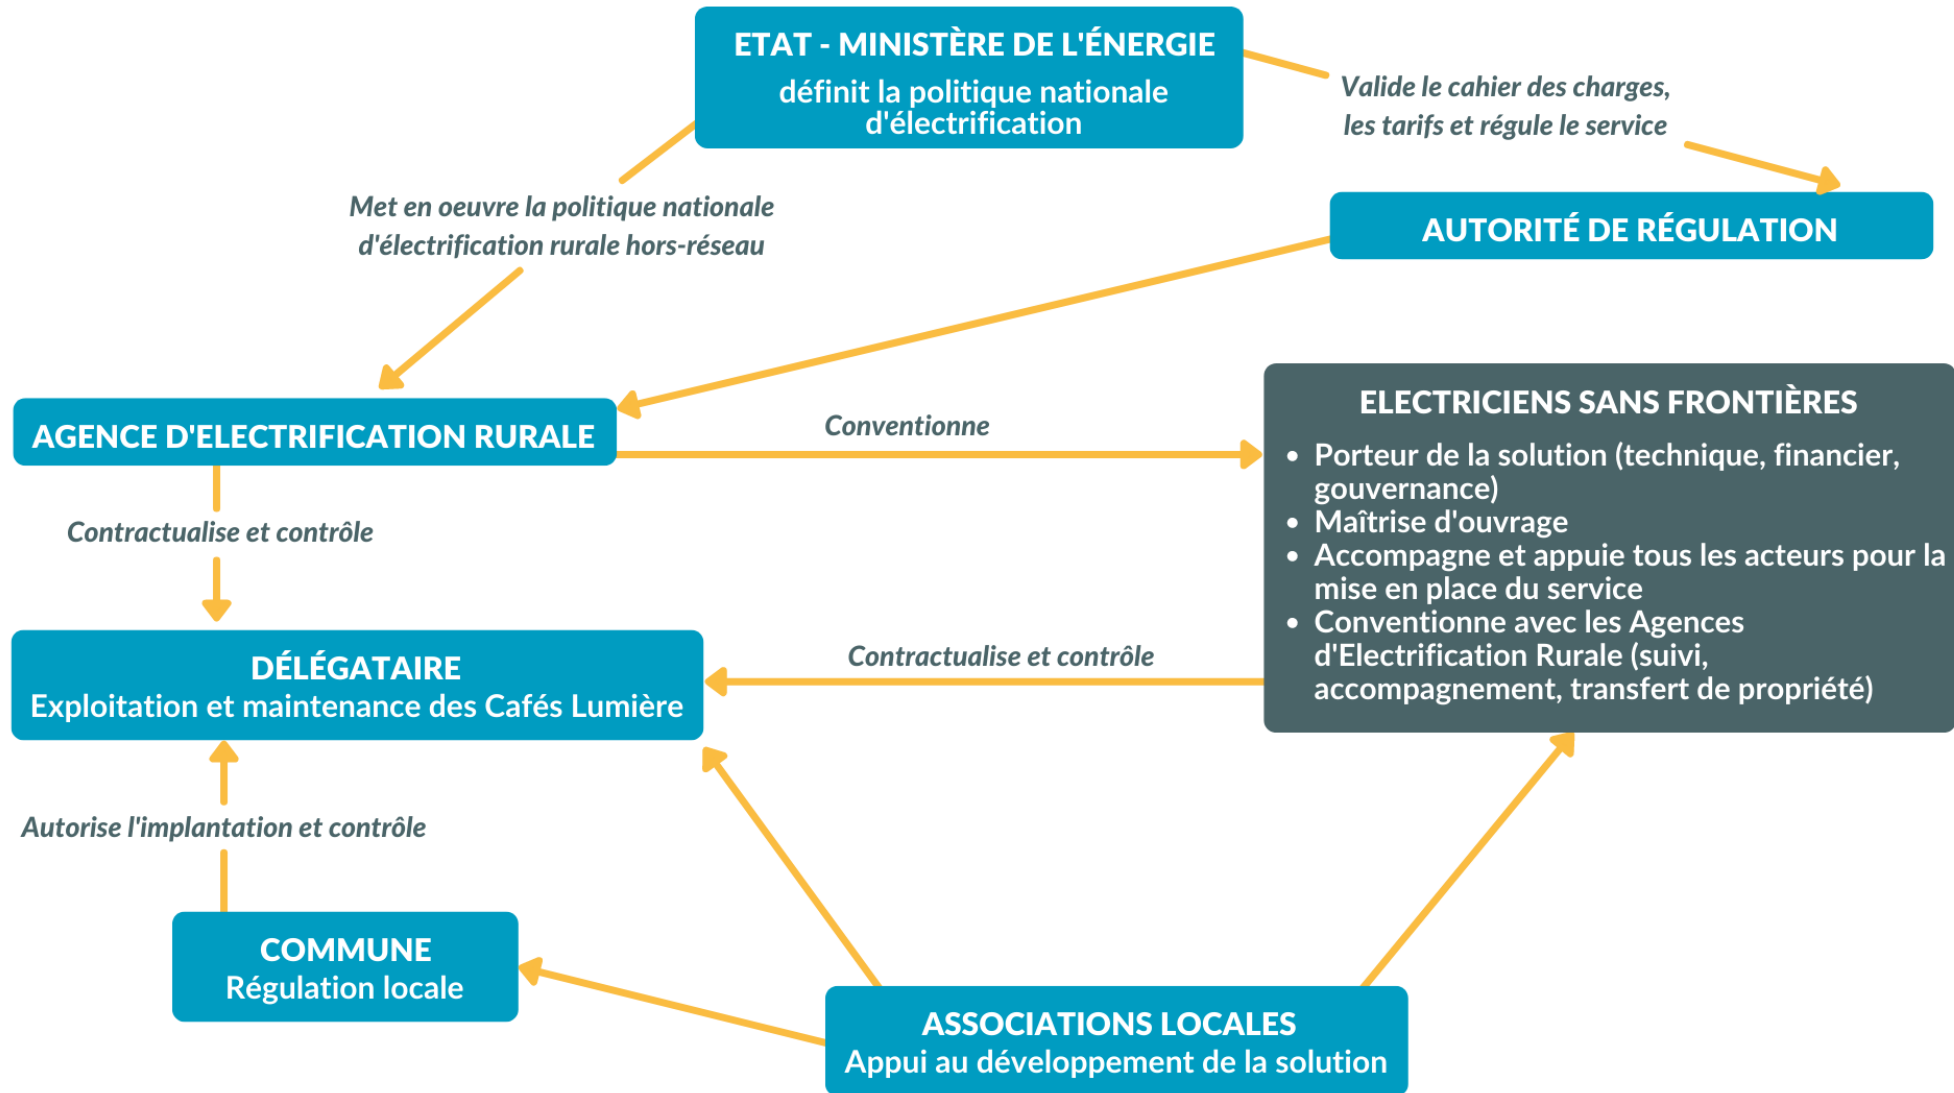 ETAT - MINISTÈRE DE L'ÉNERGIE
définit la politique nationale
d'électrification
Valide le cahier des charges,
les tarifs et régule le service
Met en oeuvre la politique nationale
d'électrification rurale hors-réseau
AUTORITÉ DE RÉGULATION
AGENCE D'ELECTRIFICATION RURALE
Conventionne
ELECTRICIENS SANS FRONTIÈRES
• Porteur de la solution (technique, financier,
gouvernance)
• Maîtrise d'ouvrage
• Accompagne et appuie tous les acteurs pour la
mise en place du service
• Conventionne avec les Agences
d'Electrification Rurale (suivi,
accompagnement, transfert de propriété)
Contractualise et contrôle
DÉLÉGATAIRE
Exploitation et maintenance des Cafés Lumière
Contractualise et contrôle
Autorise l'implantation et contrôle
COMMUNE
Régulation locale
ASSOCIATIONS LOCALES
Appui au développement de la solution